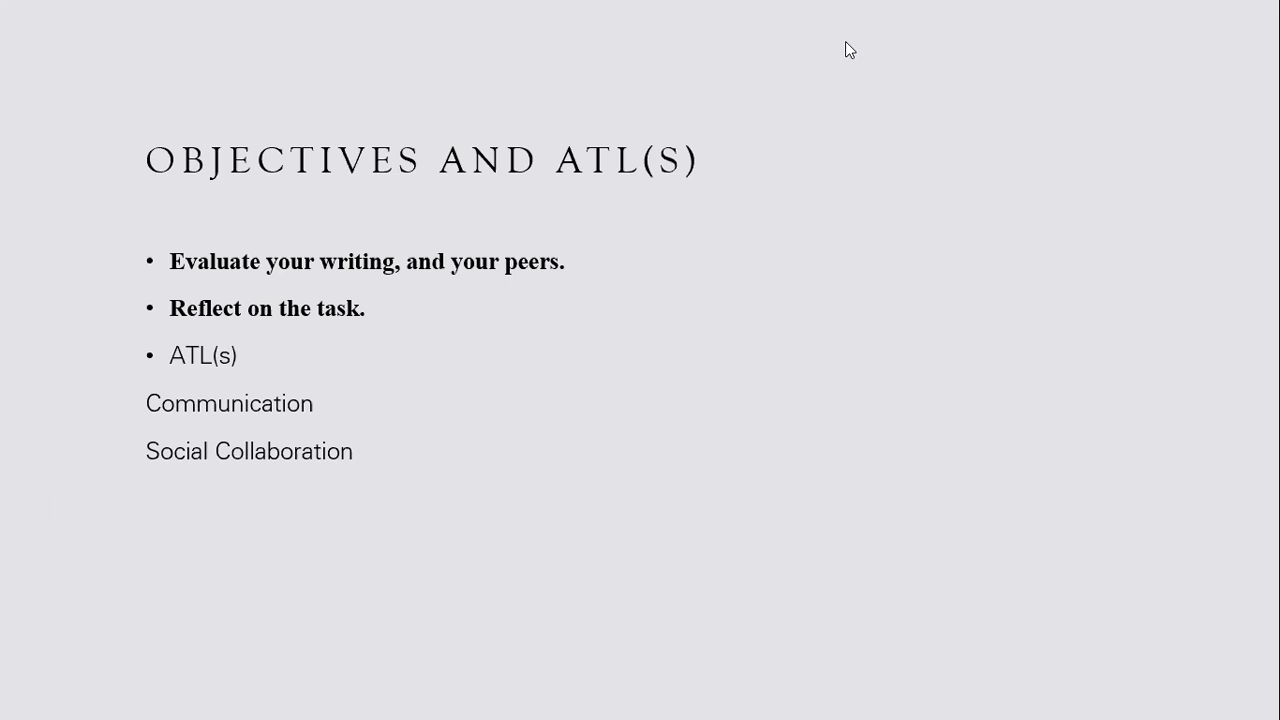 OBJECTIVES AND ATL(S)
• Evaluate your writing, and your peers.
• Reflect on the task.
• ATL(s)
Communication
Social Collaboration